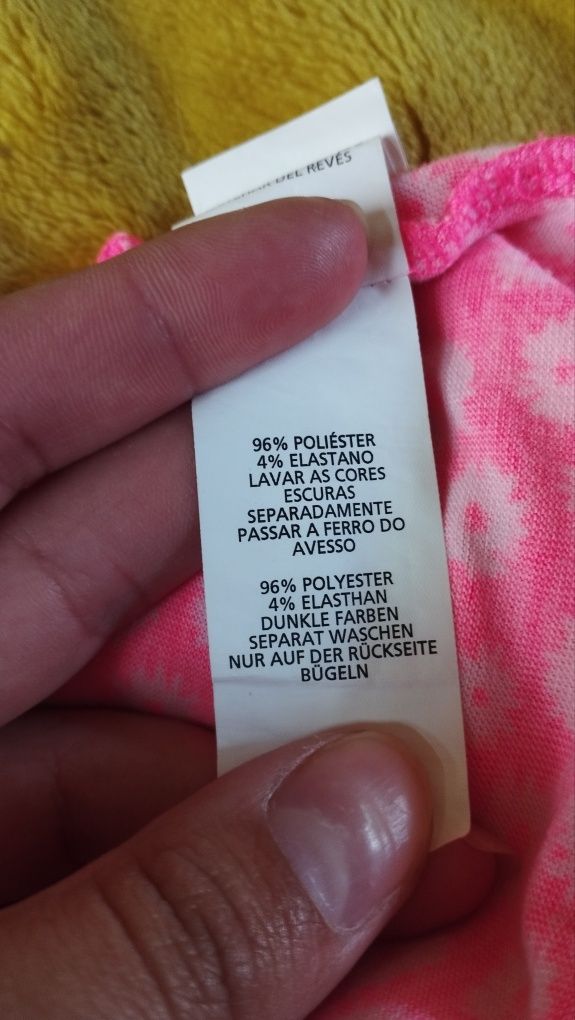 DEL REVÉS
96% POLIÉSTER
4% ELASTANO
LAVAR AS CORES
ESCURAS
SEPARADAMENTE
PASSAR A FERRO DO
AVESSO
96% POLYESTER
4% ELASTHAN
DUNKLE FARBEN
SEPARAT WASCHEN
NUR AUF DER RÜCKSEITE
BÜGELN